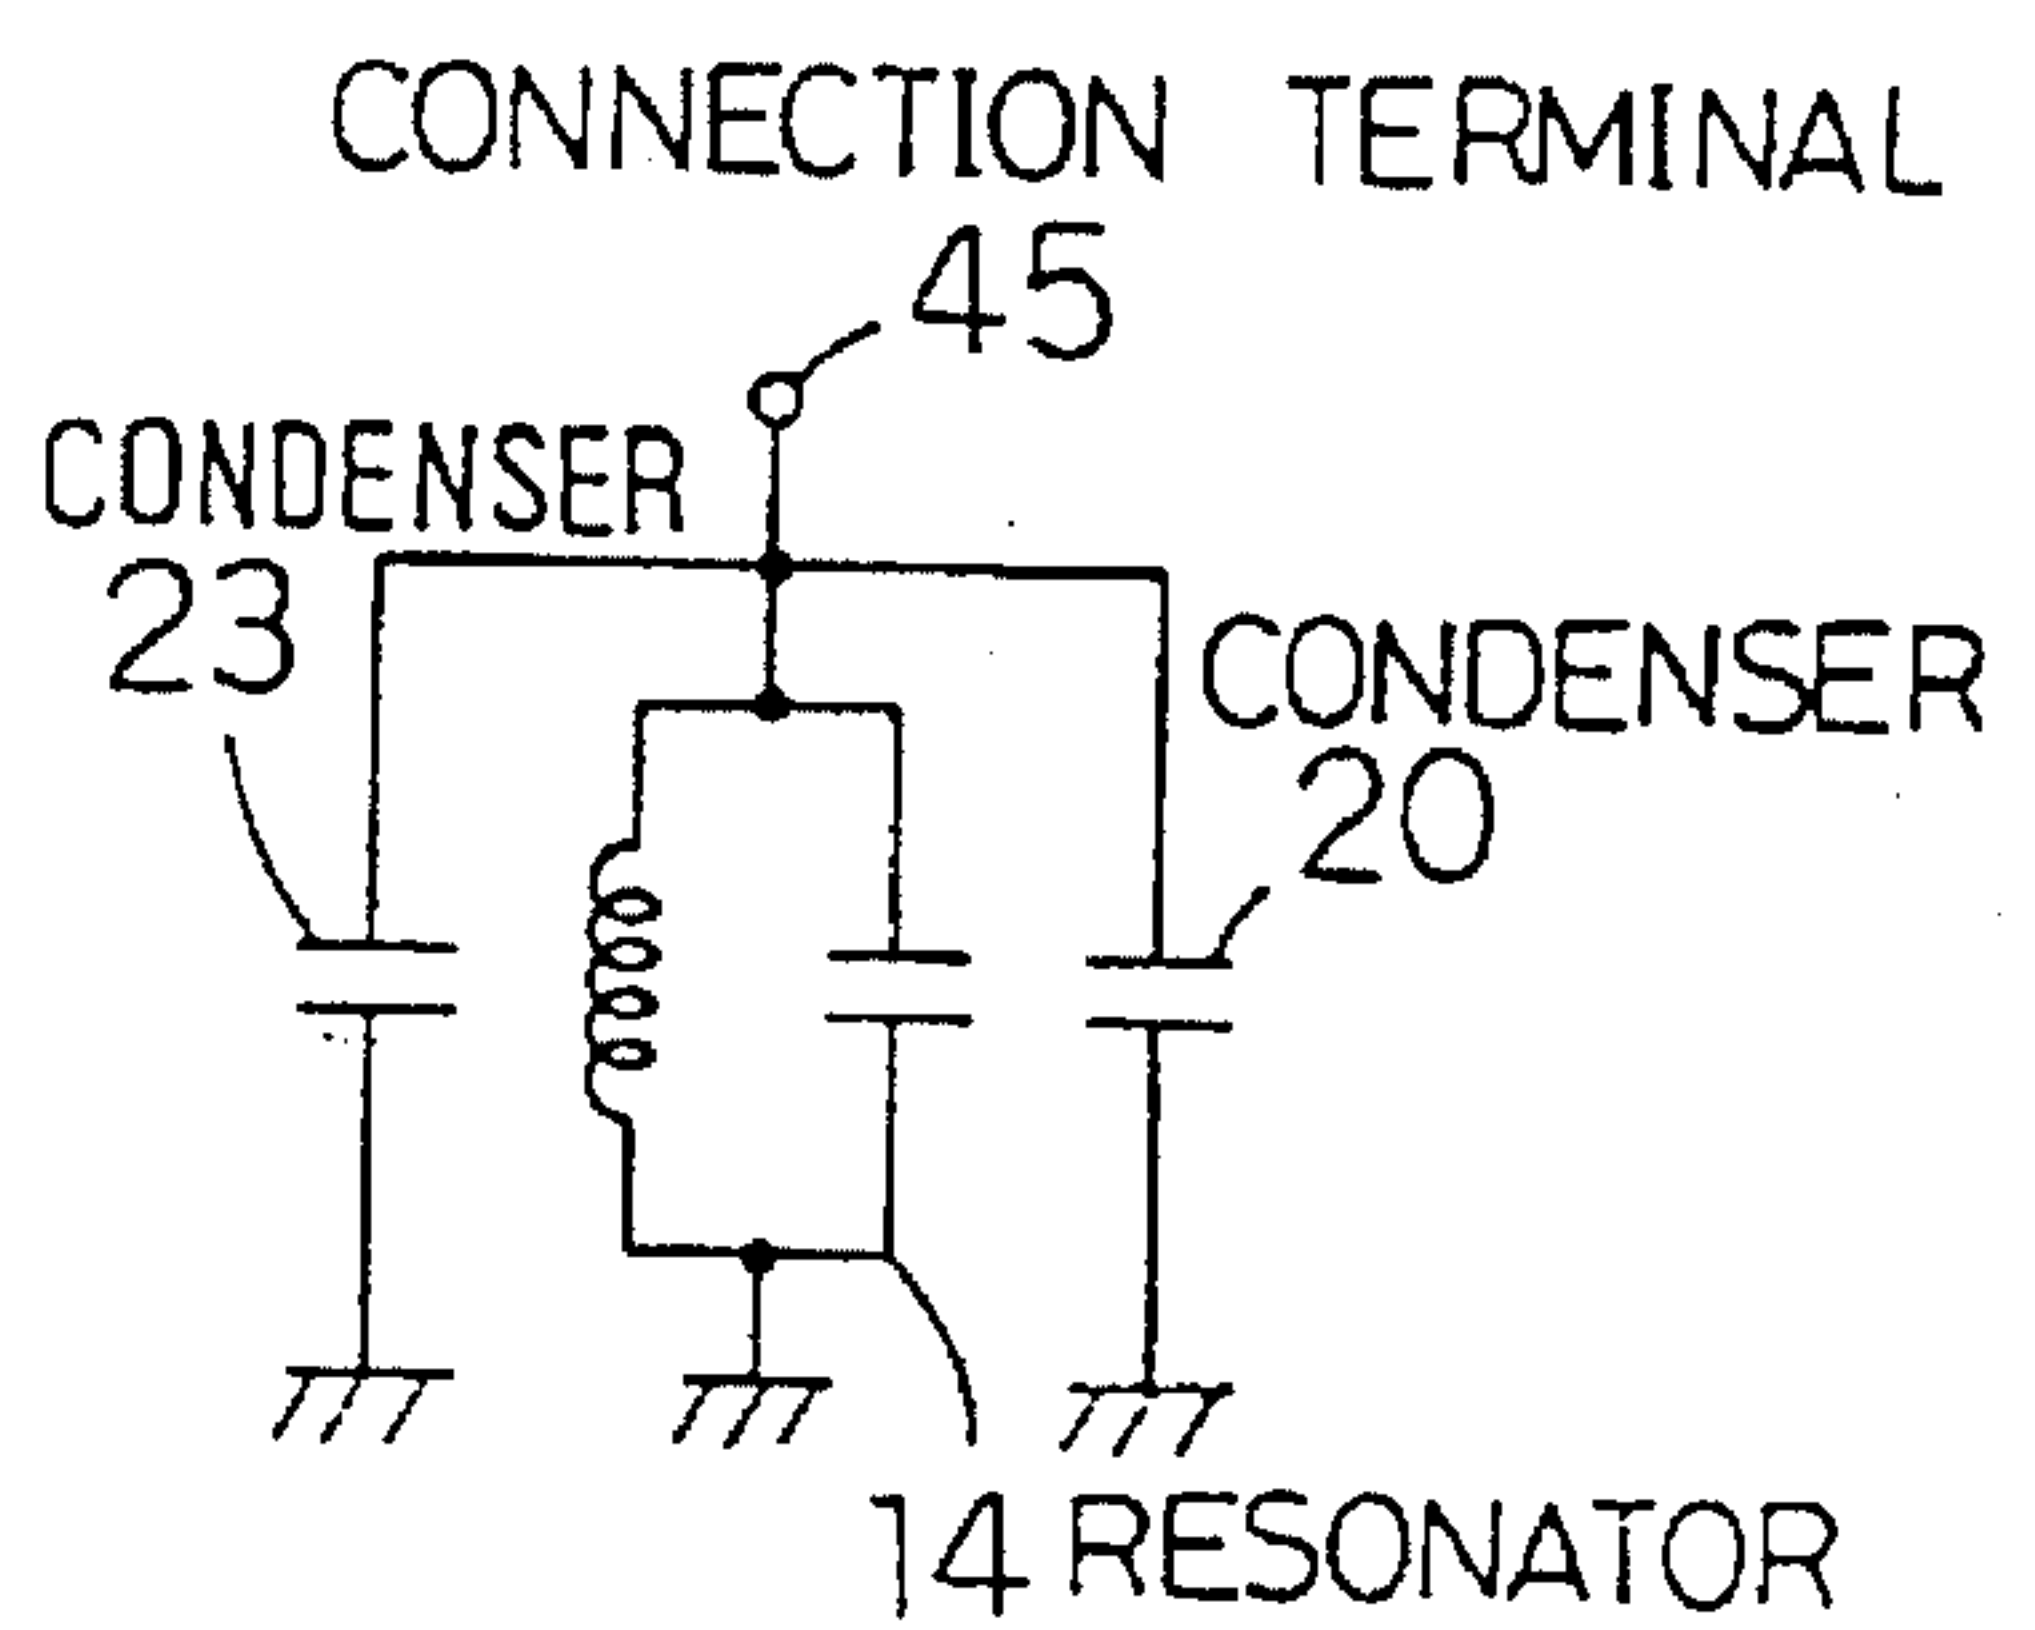 CONNECTION TERMINAL
45
CONDENSER
23
CONDENSER
20
14 RESONATOR